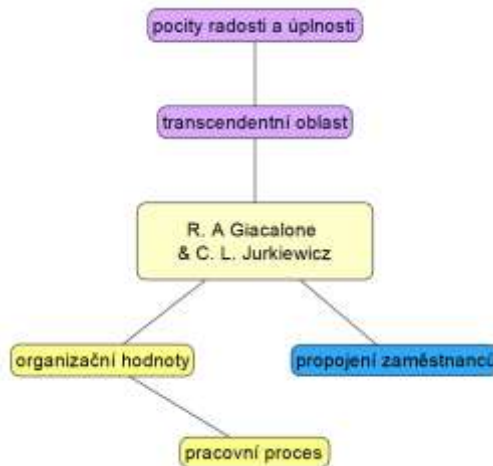 pocity radosti a úplnosti
transcendentní oblast
R. A Giacalone
& C. L. Jurkiewicz
organizační hodnoty
propojení zaměstnanců
pracovní proces